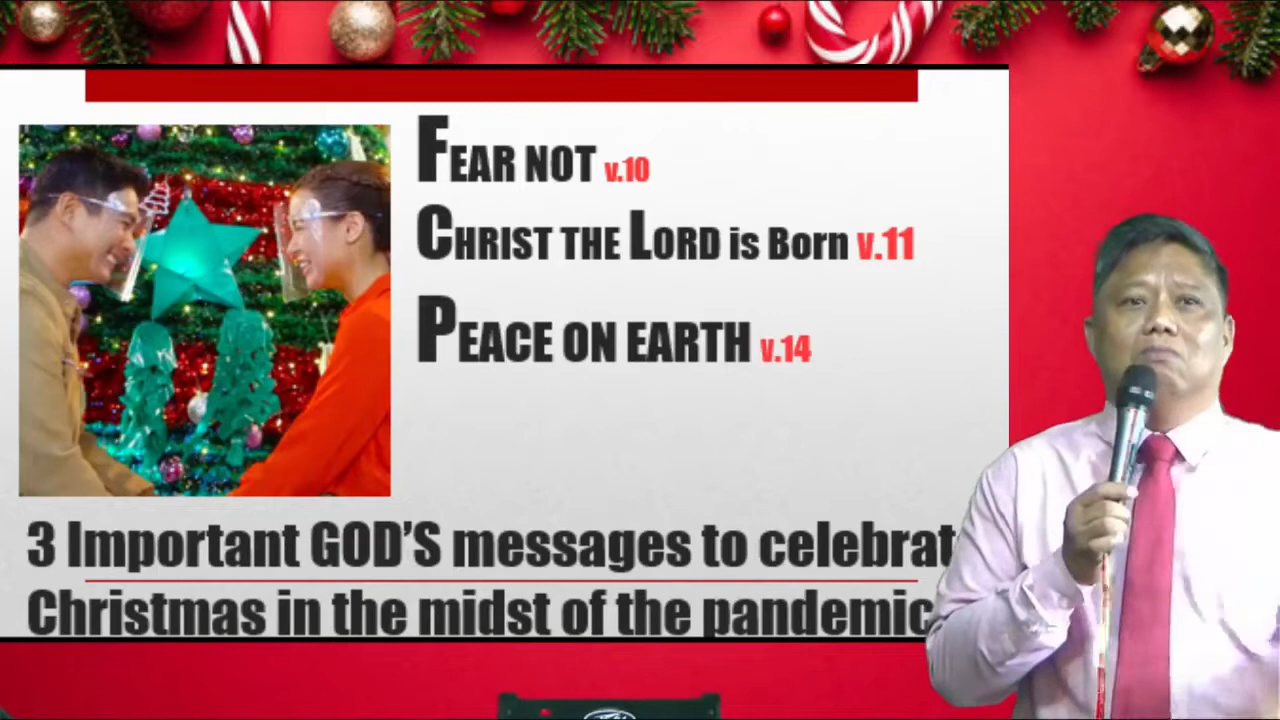 FEAR NOT v.10
CHRIST THE LORD is Born v.11
PEACE ON EARTH v.14
3 Important GOD'S messages to celebrat
Christmas in the midst of the pandemic